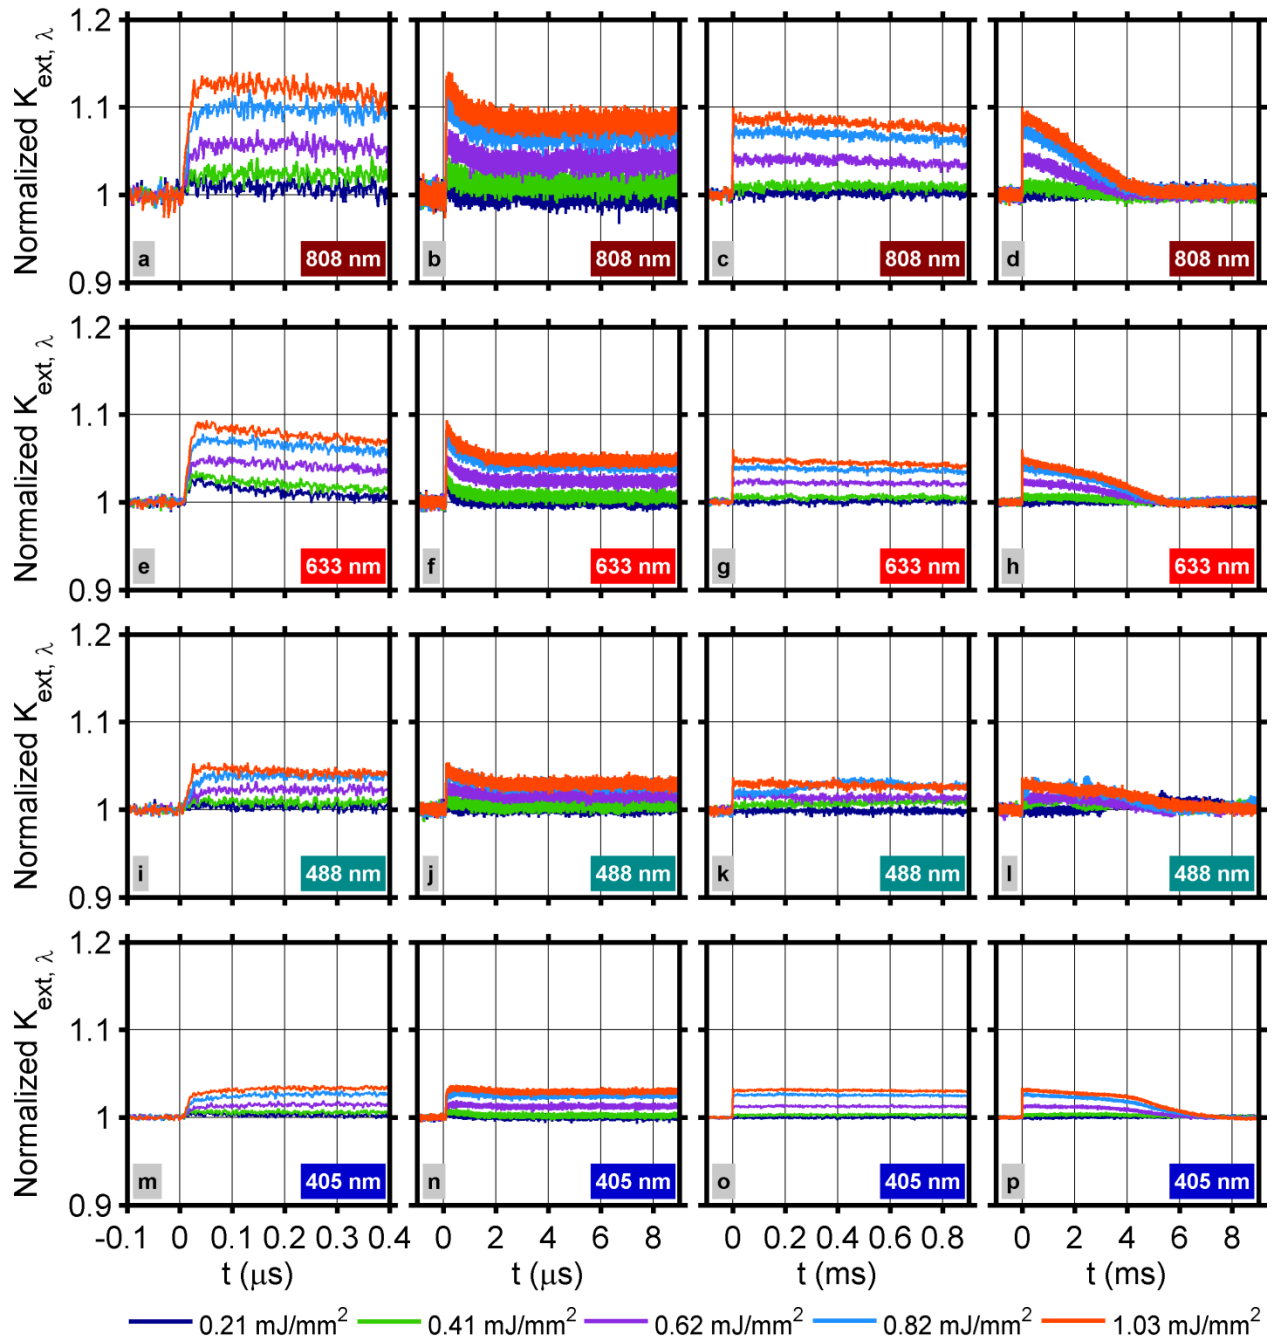 Normalized K_ext, λ
1.2
1.1
1
0.9
a 808 nm b 808 nm c 808 nm d 808 nm
Normalized K_ext, λ
1.2
1.1
1
0.9
e 633 nm f 633 nm g 633 nm h 633 nm
Normalized K_ext, λ
1.2
1.1
1
0.9
i 488 nm j 488 nm k 488 nm l 488 nm
Normalized K_ext, λ
1.2
1.1
1
0.9
m 405 nm n 405 nm o 405 nm p 405 nm
-0.1 0 0.1 0.2 0.3 0.4 0 2 4 6 8 0 0.2 0.4 0.6 0.8 0 2 4 6 8
t (μs) t (μs) t (ms) t (ms)
0.21 mJ/mm² 0.41 mJ/mm² 0.62 mJ/mm² 0.82 mJ/mm² 1.03 mJ/mm²